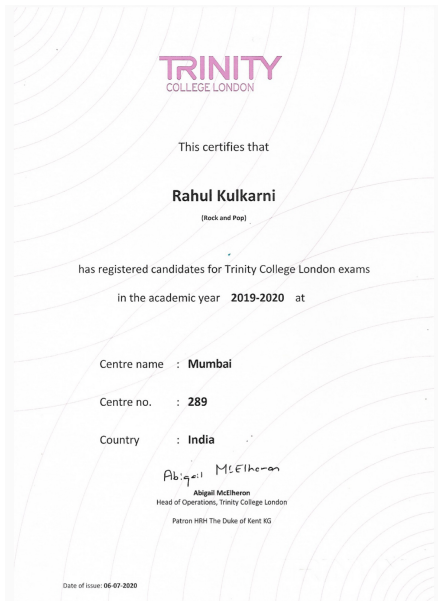 TRINITY
COLLEGE LONDON
This certifies that
Rahul Kulkarni
(Rock and Pop)
has registered candidates for Trinity College London exams
in the academic year 2019-2020 at
Centre name : Mumbai
Centre no. : 289
Country : India
Abigail McElheron
Abigail McElheron
Head of Operations, Trinity College London
Patron HRH The Duke of Kent KG
Date of issue: 06-07-2020